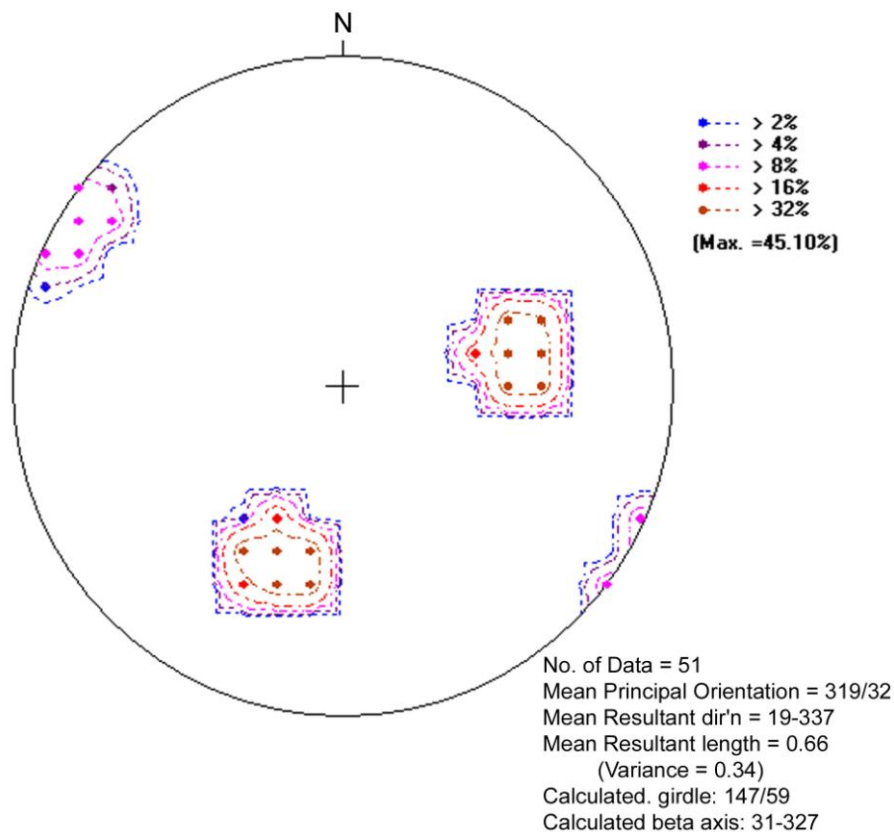 N
> 2%
> 4%
> 8%
> 16%
> 32%
(Max. =45.10%)
No. of Data = 51
Mean Principal Orientation = 319/32
Mean Resultant dir'n = 19-337
Mean Resultant length = 0.66
(Variance = 0.34)
Calculated. girdle: 147/59
Calculated beta axis: 31-327